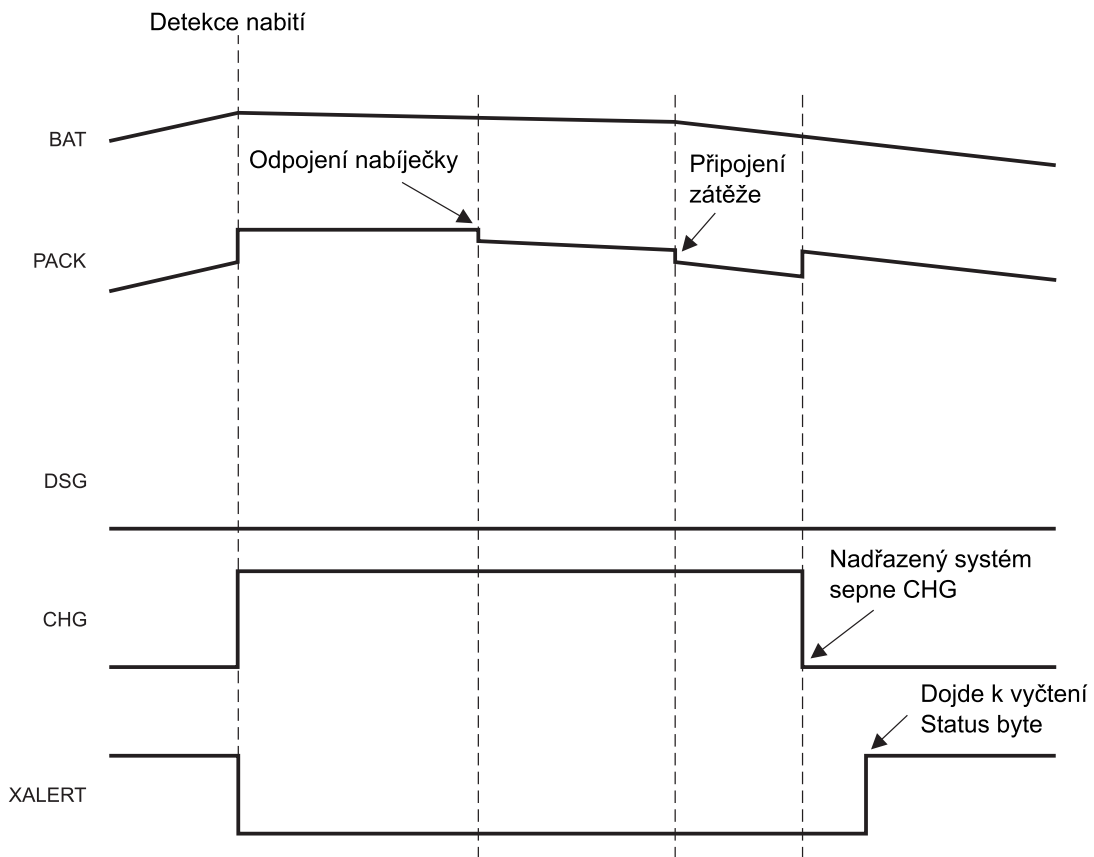 Detekce nabití
BAT
Odpojení nabíječky
Připojení
zátěže
PACK
DSG
Nadřazený systém
sepne CHG
CHG
Dojde k vyčtení
Status byte
XALERT